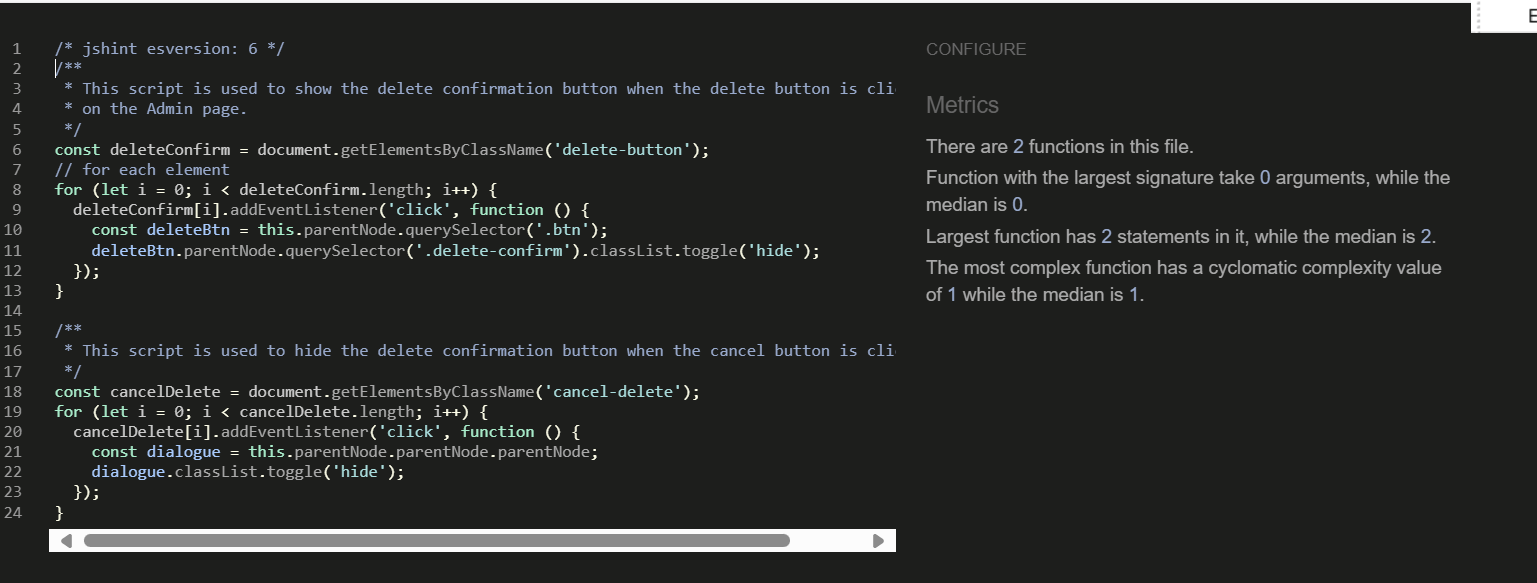 E
CONFIGURE
Metrics
There are 2 functions in this file.
Function with the largest signature take 0 arguments, while the
median is 0.
Largest function has 2 statements in it, while the median is 2.
The most complex function has a cyclomatic complexity value
of 1 while the median is 1.
1 /* jshint esversion: 6 */
2 /**
3  * This script is used to show the delete confirmation button when the delete button is cli
4  * on the Admin page.
5  */
6 const deleteConfirm = document.getElementsByClassName('delete-button');
7 // for each element
8 for (let i = 0; i < deleteConfirm.length; i++) {
9   deleteConfirm[i].addEventListener('click', function () {
10     const deleteBtn = this.parentNode.querySelector('.btn');
11     deleteBtn.parentNode.querySelector('.delete-confirm').classList.toggle('hide');
12   });
13 }
14
15 /**
16  * This script is used to hide the delete confirmation button when the cancel button is cli
17  */
18 const cancelDelete = document.getElementsByClassName('cancel-delete');
19 for (let i = 0; i < cancelDelete.length; i++) {
20   cancelDelete[i].addEventListener('click', function () {
21     const dialogue = this.parentNode.parentNode.parentNode;
22     dialogue.classList.toggle('hide');
23   });
24 }